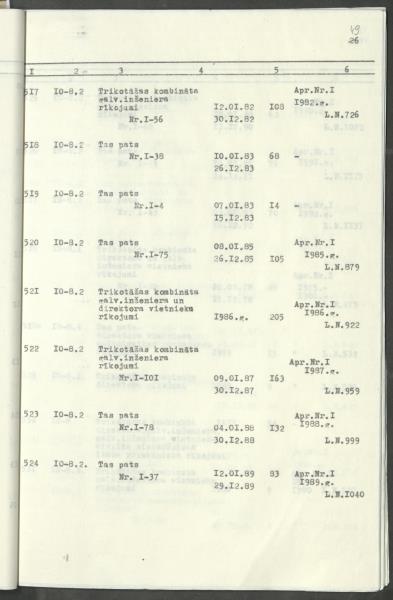 49
26
I 2 3 4 5 6
517 I0-8.2 Trikotāžas kombināta Apr.Nr.I
galv.inženiera I982.g.
rīkojumi I2.0I.82 I08
Nr.I-56 30.I2.82 L.N.726
518 I0-8.2 Tas pats
Nr.I-38 I0.0I.83 68 -
26.I2.83
519 I0-8.2 Tas pats
Nr.I-4 07.0I.83 I4 -
I5.I2.83
520 I0-8.2 Tas pats 08.0I.85 Apr.Nr.I
Nr.I-75 26.I2.85 I05 I985.g.
L.N.879
52I I0-8.2 Trikotāžas kombināta
galv.inženiera un Apr.Nr.I
direktora vietnieku I986.g.
rīkojumi I986.g. 205
L.N.922
522 I0-8.2 Trikotāžas kombināta
galv.inženiera Apr.Nr.I
rīkojumi I987.g.
Nr.I-I0I 09.0I.87 I63
30.I2.87 L.N.959
523 I0-8.2 Tas pats Apr.Nr.I
Nr.I-78 04.0I.88 I32 I988.g.
30.I2.88 L.N.999
524 I0-8.2. Tas pats
Nr. I-37 I2.0I.89 83 Apr.Nr.I
29.I2.89 I989.g.
L.N.I040